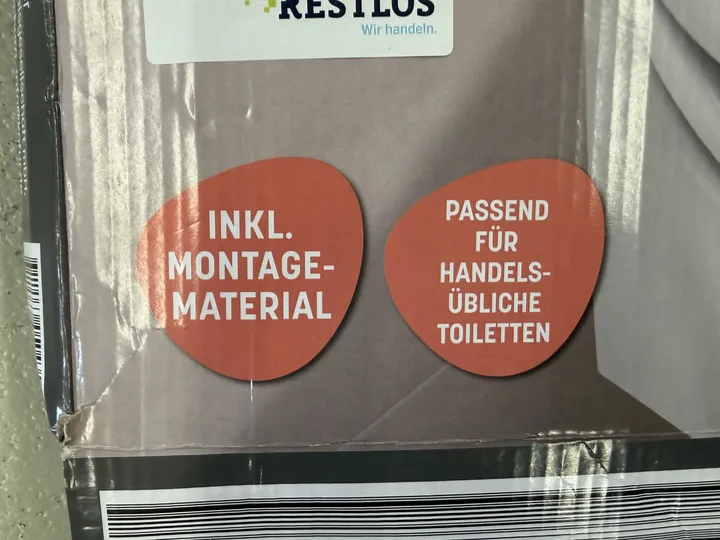 RESTLOS
Wir handeln.
INKL.
MONTAGE-
MATERIAL
PASSEND
FÜR
HANDELS-
ÜBLICHE
TOILETTEN